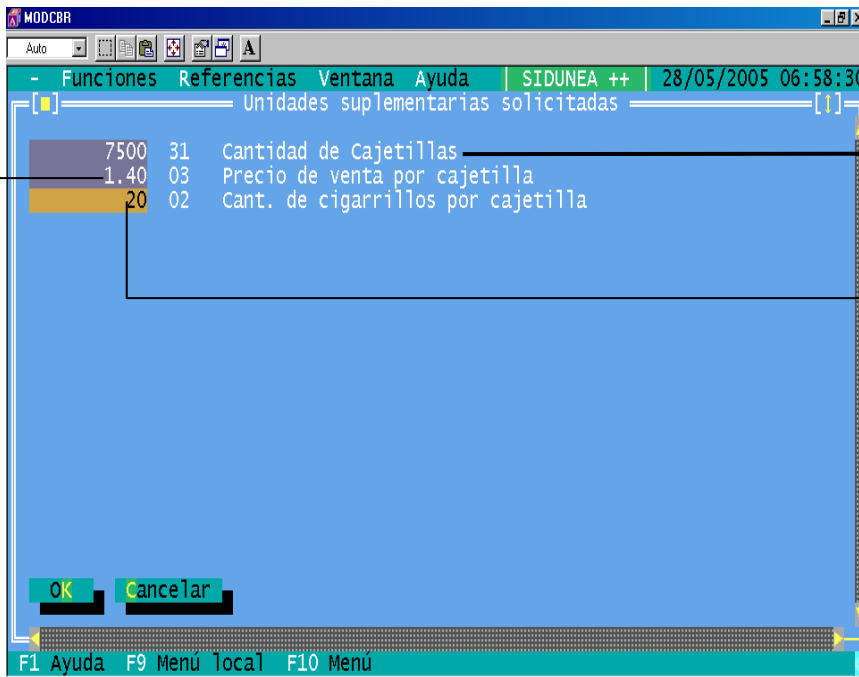 MODCBR
Auto A
- Funciones Referencias Ventana Ayuda | SIDUNEA ++ | 28/05/2005 06:58:30
Unidades suplementarias solicitadas
7500 31 Cantidad de Cajetillas
1.40 03 Precio de venta por cajetilla
20 02 Cant. de cigarrillos por cajetilla
OK Cancelar
F1 Ayuda F9 Menú local F10 Menú